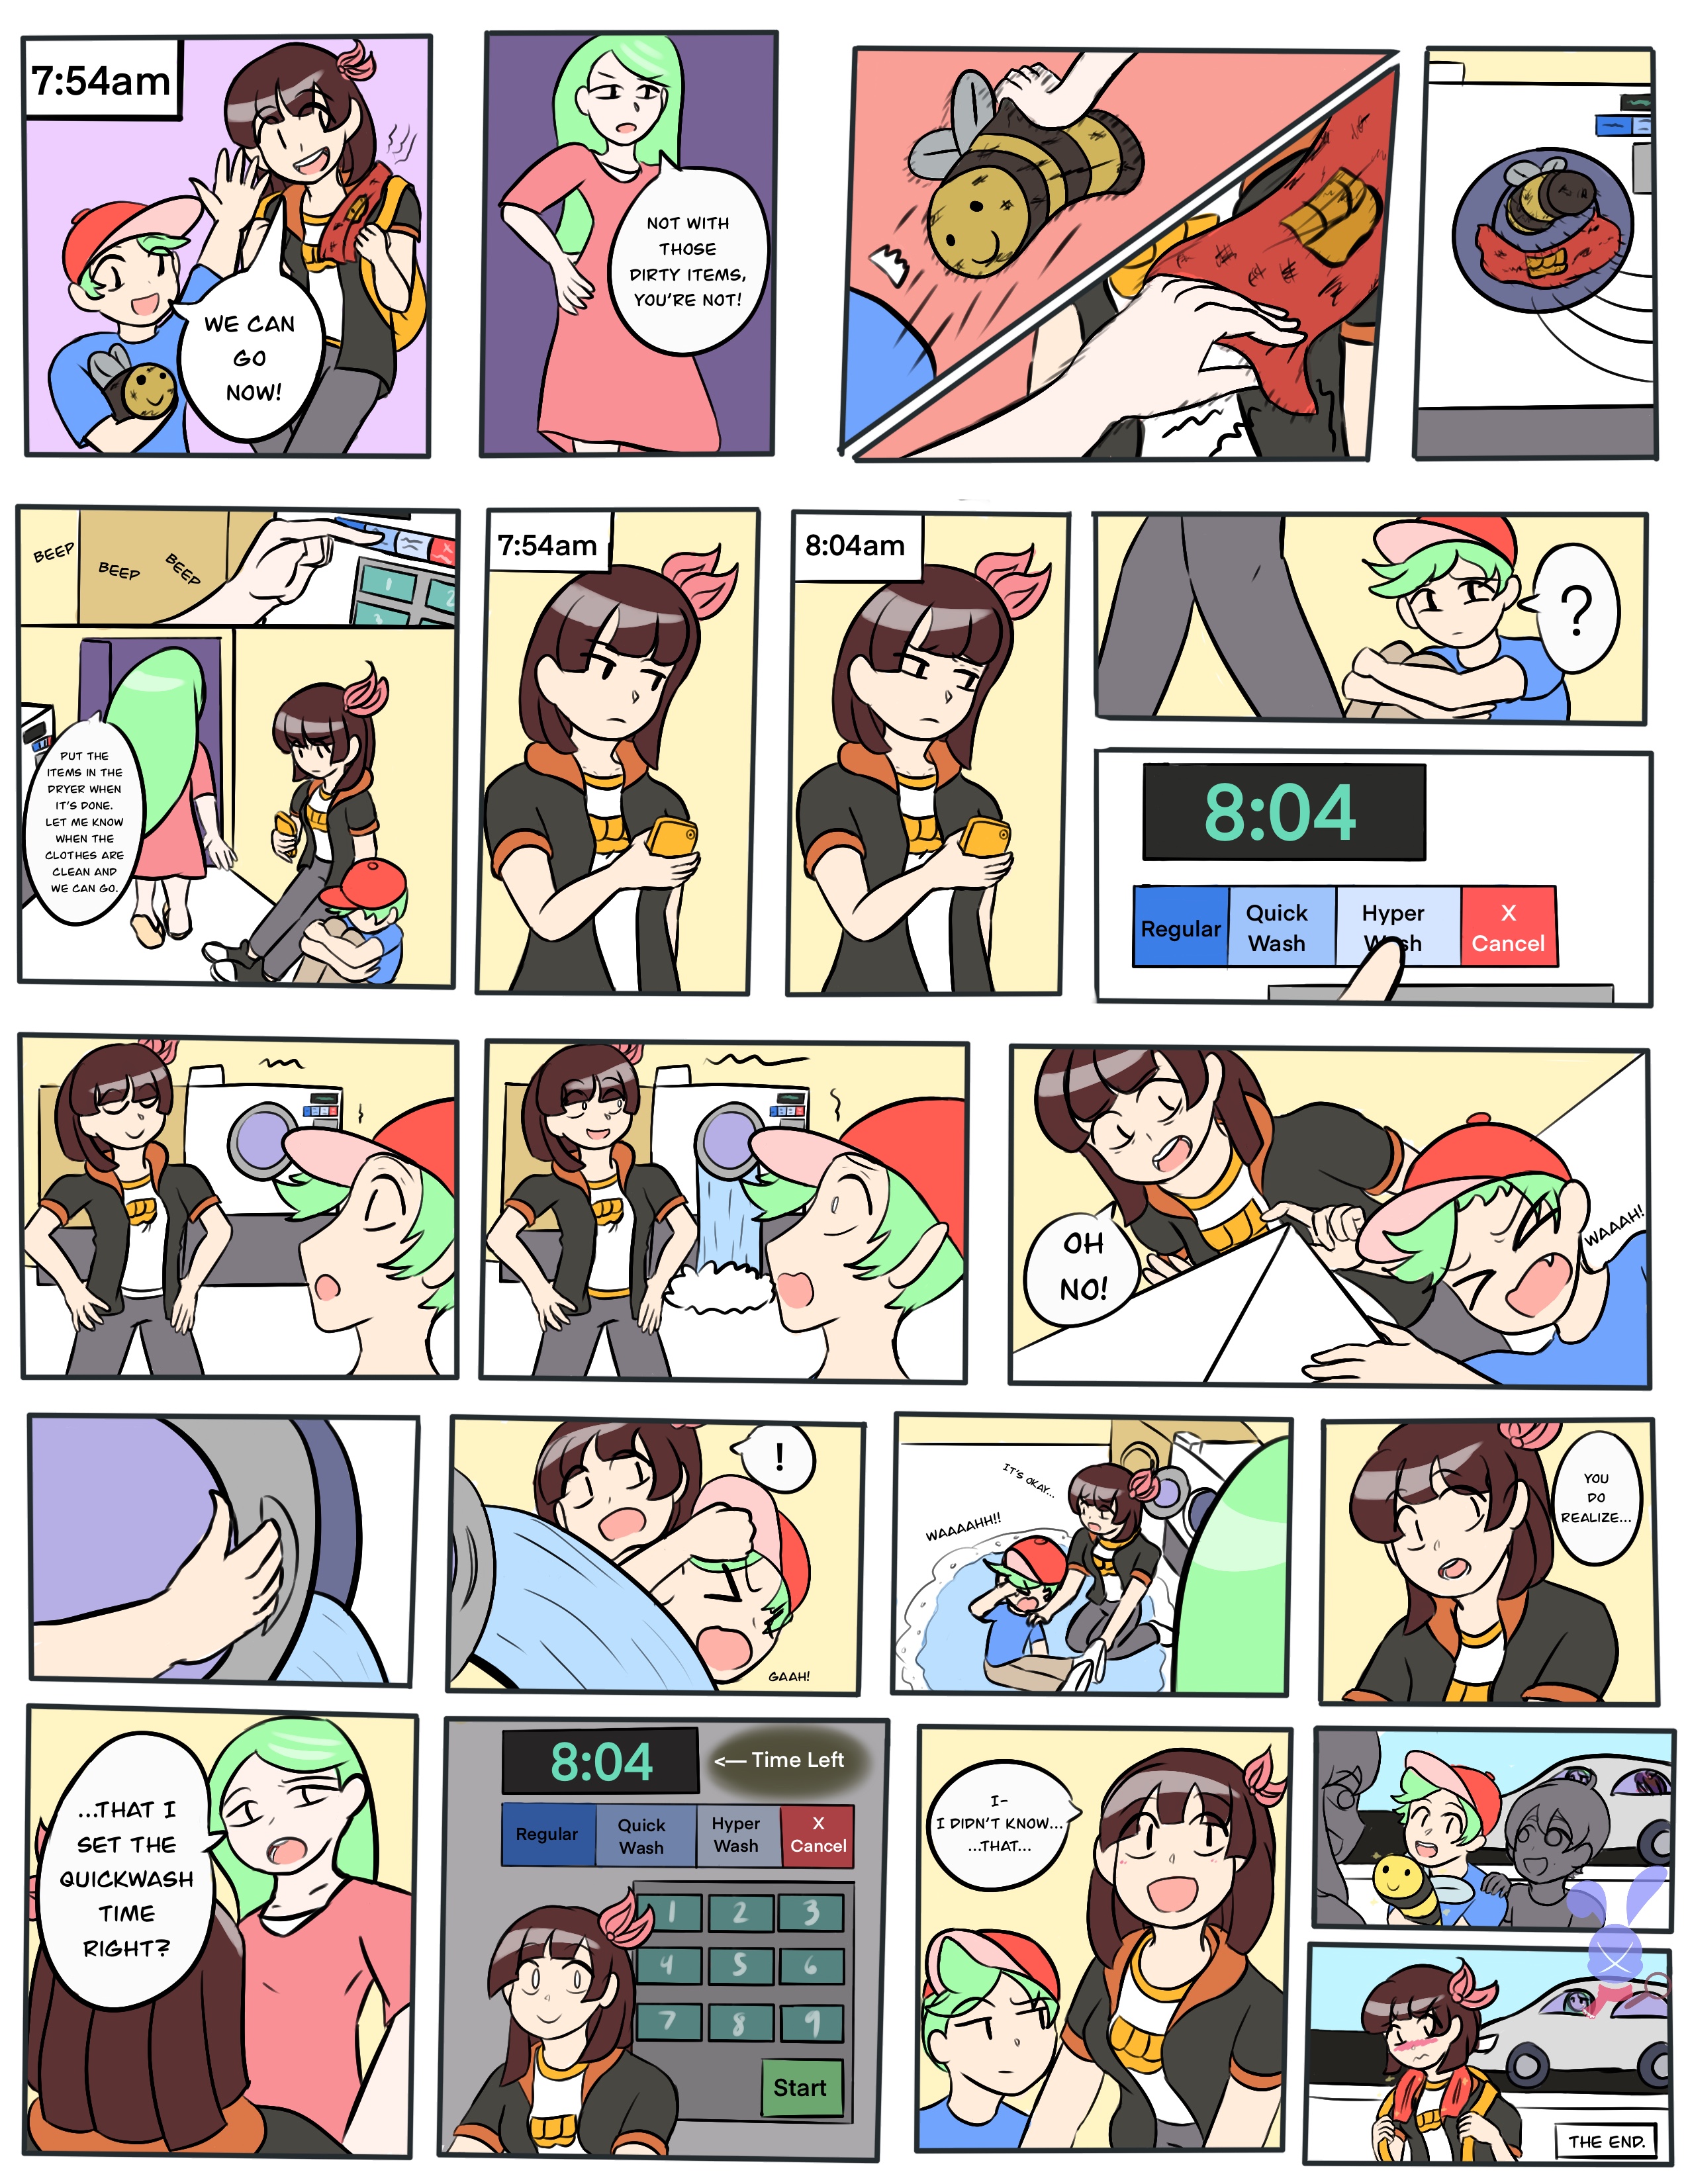 7:54am
WE CAN
GO
NOW!
NOT WITH
THOSE
DIRTY ITEMS,
YOU'RE NOT!
BEEP
BEEP
BEEP
1
2
3
PUT THE
ITEMS IN THE
DRYER WHEN
IT'S DONE.
LET ME KNOW
WHEN THE
CLOTHES ARE
CLEAN AND
WE CAN GO.
7:54am
8:04am
?
8:04
Regular
Quick
Wash
Hyper
Wash
X
Cancel
OH
NO!
WAAAH!
!
GAAH!
IT'S OKAY...
WAAAAHH!!
YOU
DO
REALIZE...
...THAT I
SET THE
QUICKWASH
TIME
RIGHT?
8:04
<— Time Left
Regular
Quick
Wash
Hyper
Wash
X
Cancel
1 2 3
4 5 6
7 8 9
Start
I-
I DIDN'T KNOW...
...THAT...
THE END.